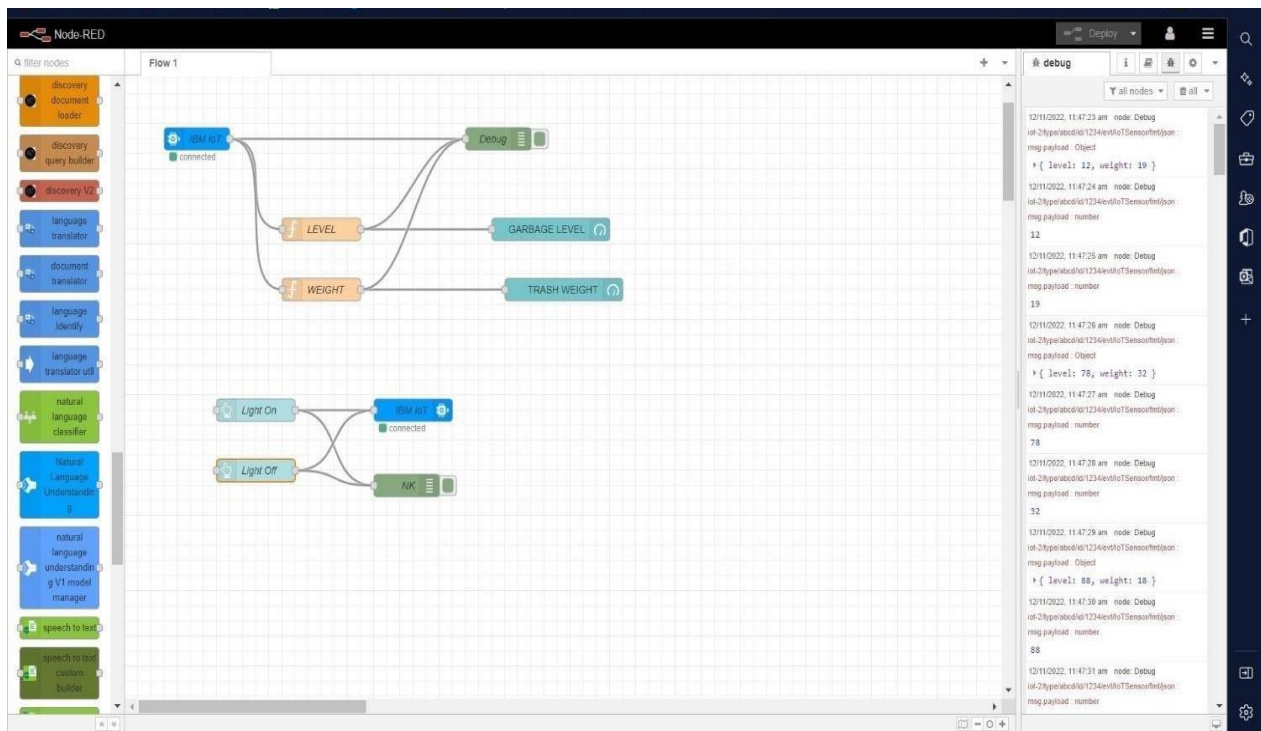 Node-RED
Deploy
filter nodes
discovery
document
loader
discovery
query builder
discovery V2
language
translator
document
translator
language
identify
language
translator util
natural
language
classifier
Natural
Language
Understandin
g
natural
language
understandin
g V1 model
manager
speech to text
speech to text
custom
builder
Flow 1
IBM IoT
connected
Debug
LEVEL
GARBAGE LEVEL
WEIGHT
TRASH WEIGHT
Light On
IBM IoT
connected
Light Off
NK
debug
i
all nodes
all
12/11/2022, 11:47:23 am node: Debug
iot-2/type/abcd/id/1234/evt/IoTSensor/fmt/json :
msg.payload : Object
{ level: 12, weight: 19 }
12/11/2022, 11:47:24 am node: Debug
iot-2/type/abcd/id/1234/evt/IoTSensor/fmt/json :
msg.payload : number
12
12/11/2022, 11:47:25 am node: Debug
iot-2/type/abcd/id/1234/evt/IoTSensor/fmt/json :
msg.payload : number
19
12/11/2022, 11:47:26 am node: Debug
iot-2/type/abcd/id/1234/evt/IoTSensor/fmt/json :
msg.payload : Object
{ level: 78, weight: 32 }
12/11/2022, 11:47:27 am node: Debug
iot-2/type/abcd/id/1234/evt/IoTSensor/fmt/json :
msg.payload : number
78
12/11/2022, 11:47:28 am node: Debug
iot-2/type/abcd/id/1234/evt/IoTSensor/fmt/json :
msg.payload : number
32
12/11/2022, 11:47:29 am node: Debug
iot-2/type/abcd/id/1234/evt/IoTSensor/fmt/json :
msg.payload : Object
{ level: 88, weight: 18 }
12/11/2022, 11:47:30 am node: Debug
iot-2/type/abcd/id/1234/evt/IoTSensor/fmt/json :
msg.payload : number
88
12/11/2022, 11:47:31 am node: Debug
iot-2/type/abcd/id/1234/evt/IoTSensor/fmt/json :
msg.payload : number